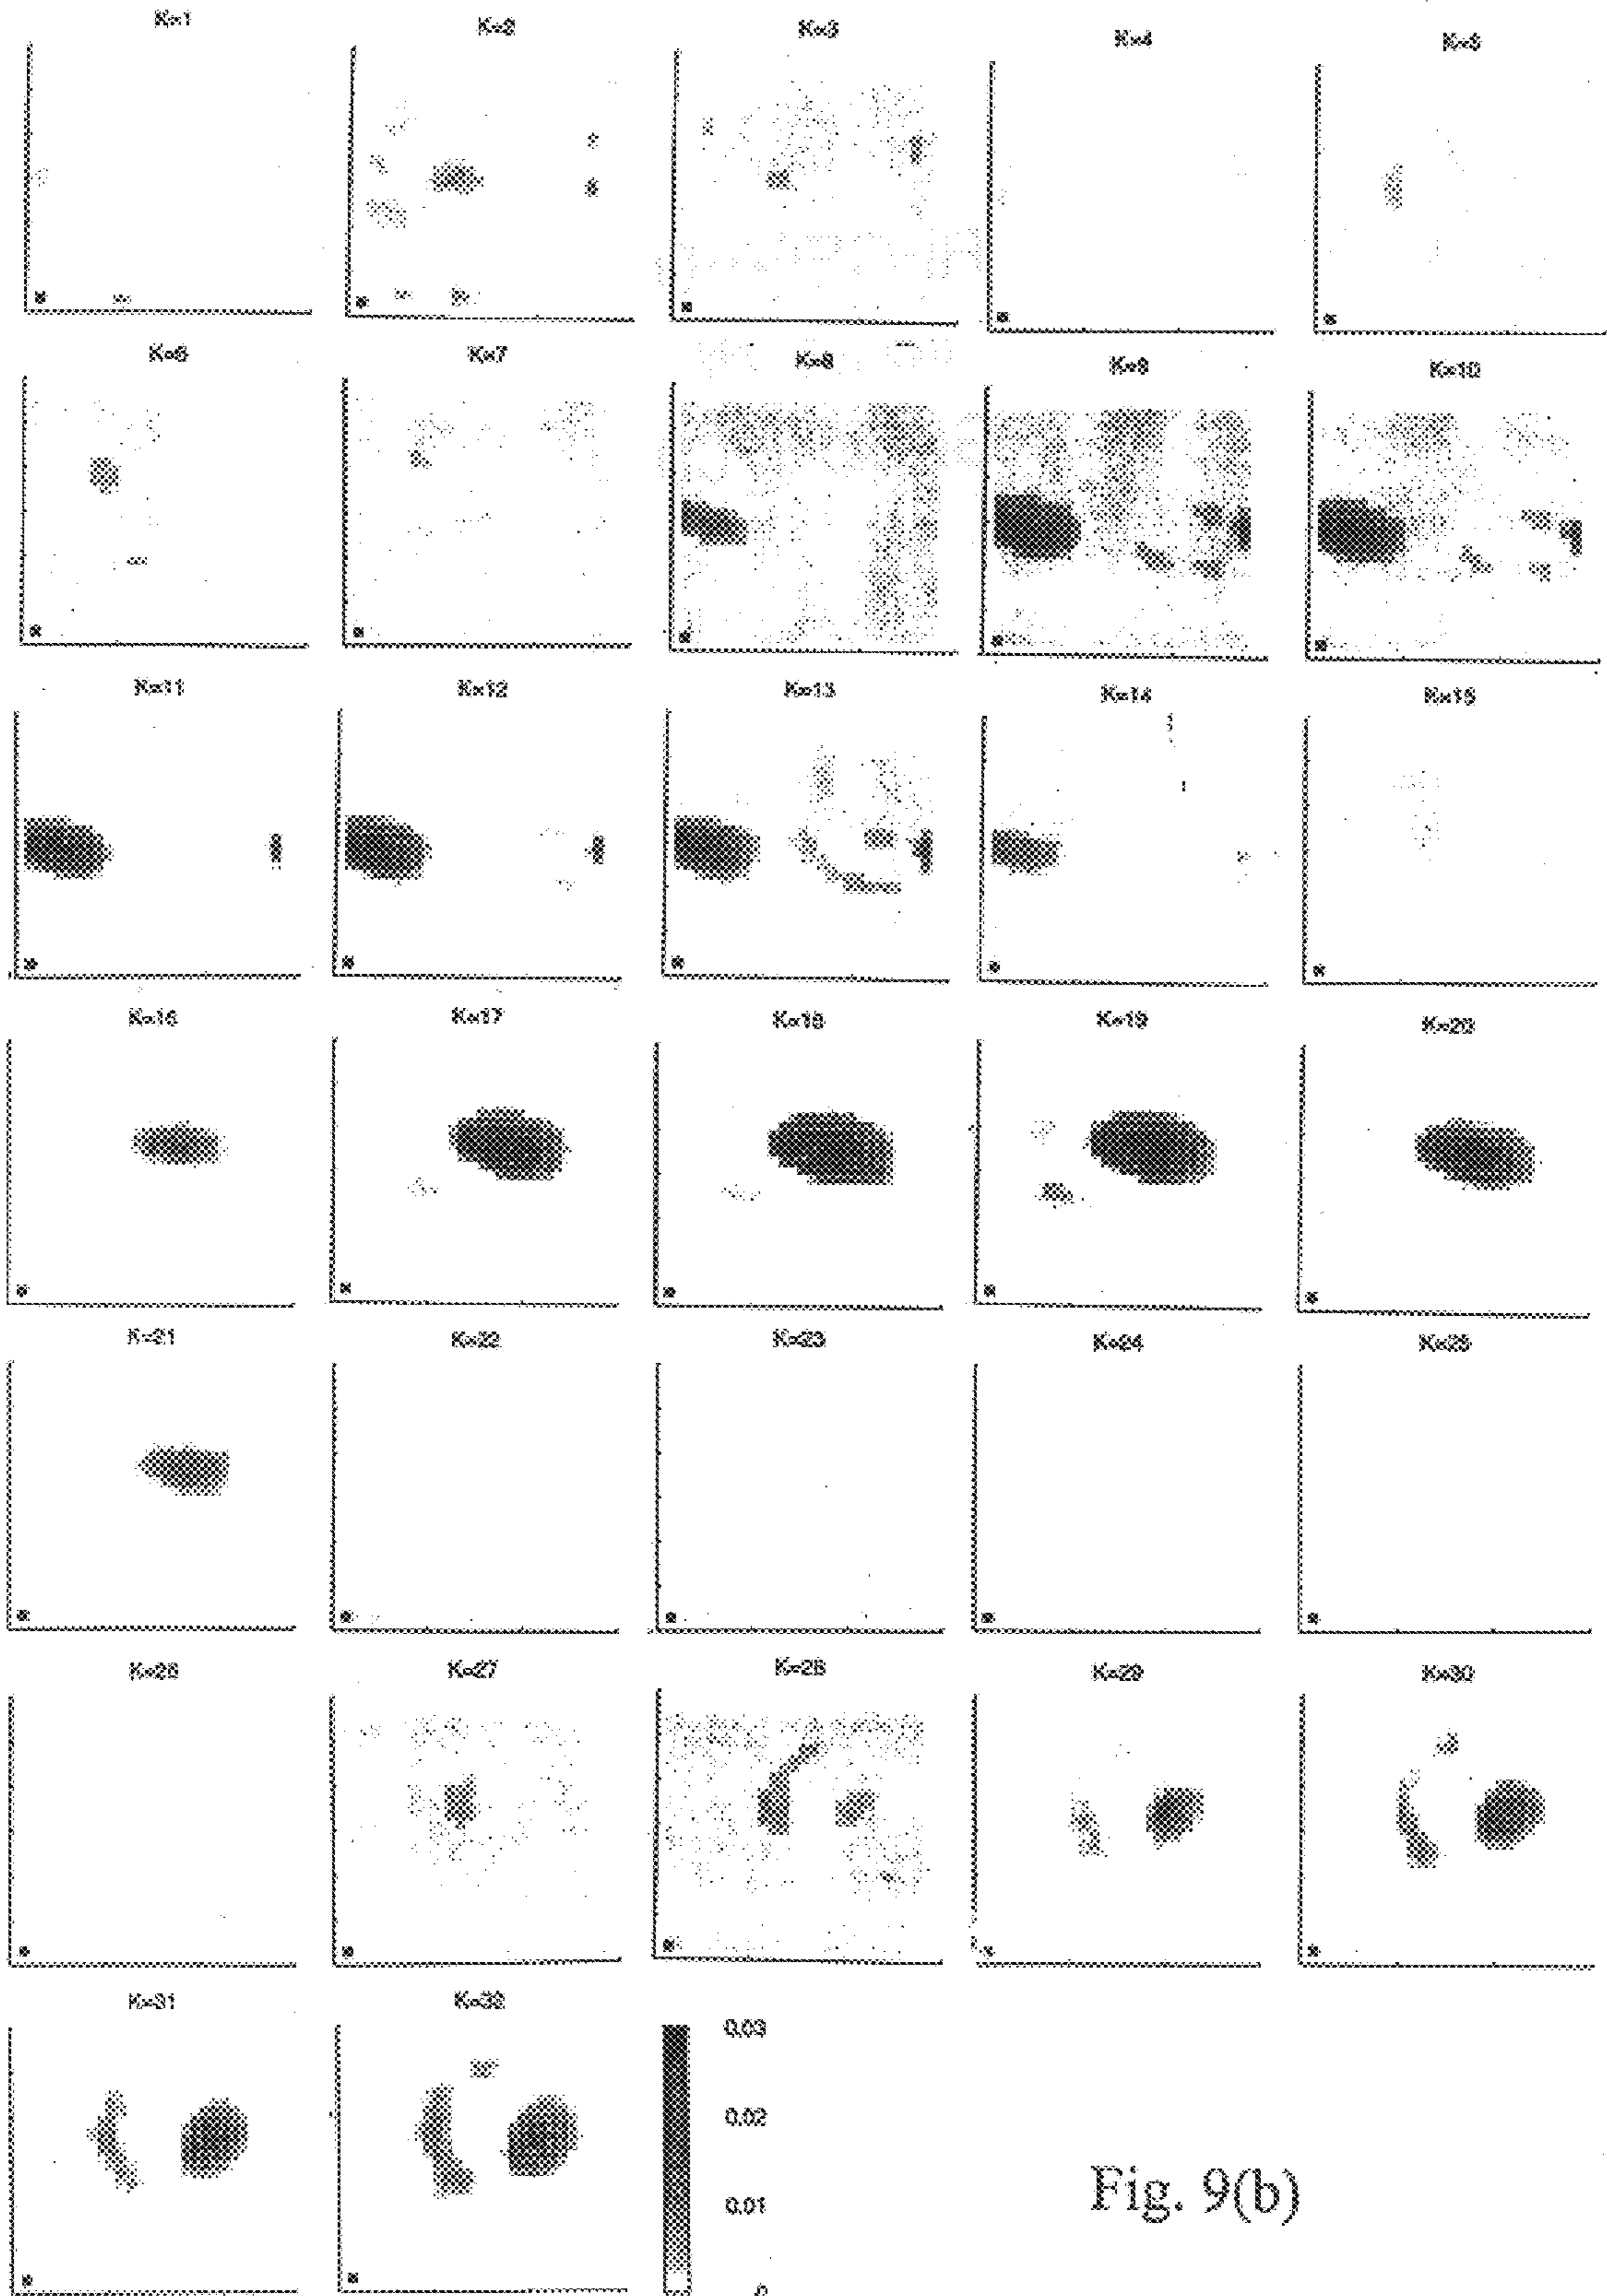 K=1 K=2 K=3 K=4 K=5
K=6 K=7 K=8 K=9 K=10
K=11 K=12 K=13 K=14 K=15
K=16 K=17 K=18 K=19 K=20
K=21 K=22 K=23 K=24 K=25
K=26 K=27 K=28 K=29 K=30
K=31 K=32
0.03
0.02
0.01
0
Fig. 9(b)